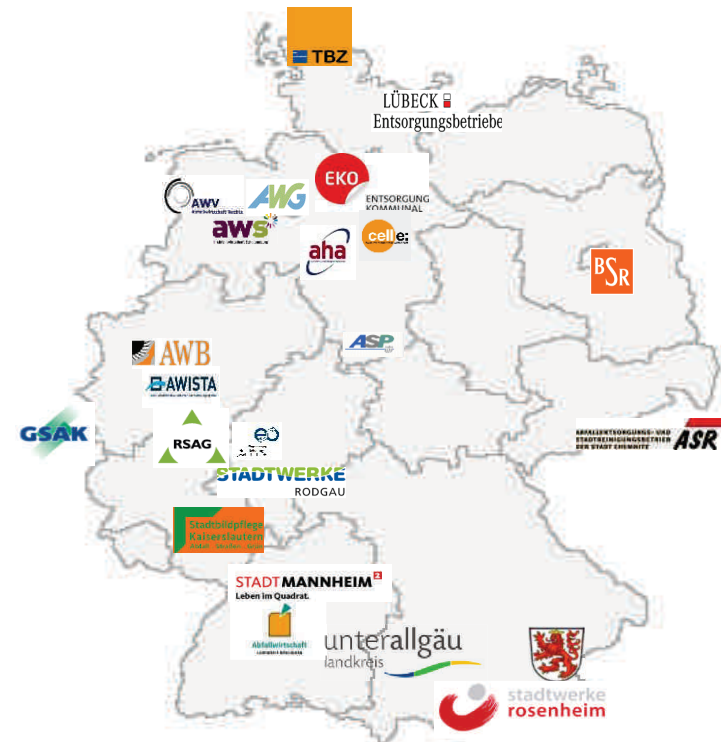 TBZ
LÜBECK
Entsorgungsbetriebe
EKO
ENTSORGUNG
KOMMUNAL
AWV
AWG
aws
aha
celle:
BSR
ASP
AWB
AWISTA
GSAK
RSAG
ABFALLENTSORGUNGS- UND
STADTREINIGUNGSBETRIEB
DER STADT CHEMNITZ
ASR
STADTWERKE
RODGAU
Stadtbildpflege
Kaiserslautern
STADTMANNHEIM²
Leben im Quadrat.
Abfallwirtschaft
unterallgäu
landkreis
stadtwerke
rosenheim